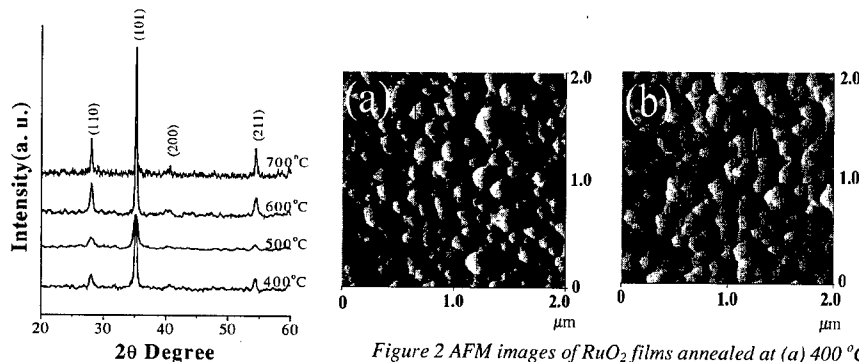 Intensity(a. u.)
(110)
(101)
(200)
(211)
700°C
600°C
500°C
400°C
20 30 40 50 60
2θ Degree
(a)
2.0
1.0
0
0 1.0 2.0
μm
(b)
2.0
1.0
0
0 1.0 2.0
μm
Figure 2 AFM images of RuO₂ films annealed at (a) 400 °C